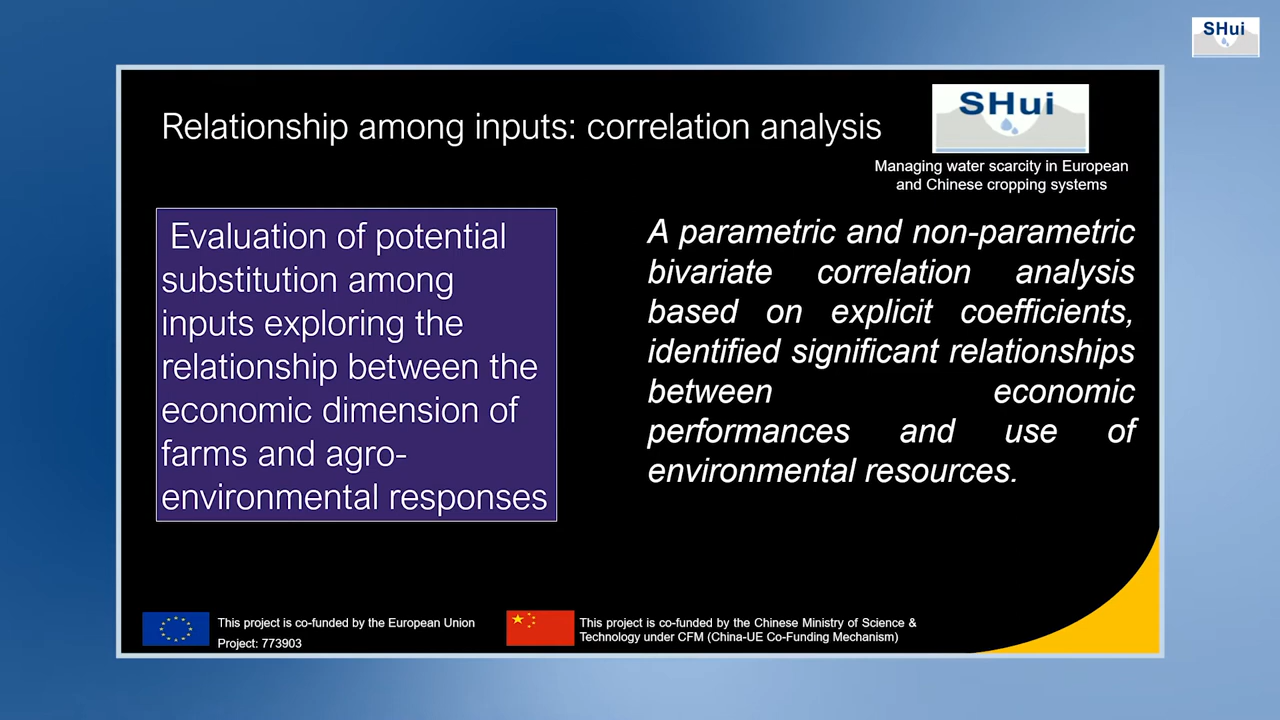 SHui
Relationship among inputs: correlation analysis
SHui
Managing water scarcity in European
and Chinese cropping systems
Evaluation of potential
substitution among
inputs exploring the
relationship between the
economic dimension of
farms and agro-
environmental responses
A parametric and non-parametric
bivariate correlation analysis
based on explicit coefficients,
identified significant relationships
between economic
performances and use of
environmental resources.
This project is co-funded by the European Union
Project: 773903
This project is co-funded by the Chinese Ministry of Science &
Technology under CFM (China-UE Co-Funding Mechanism)